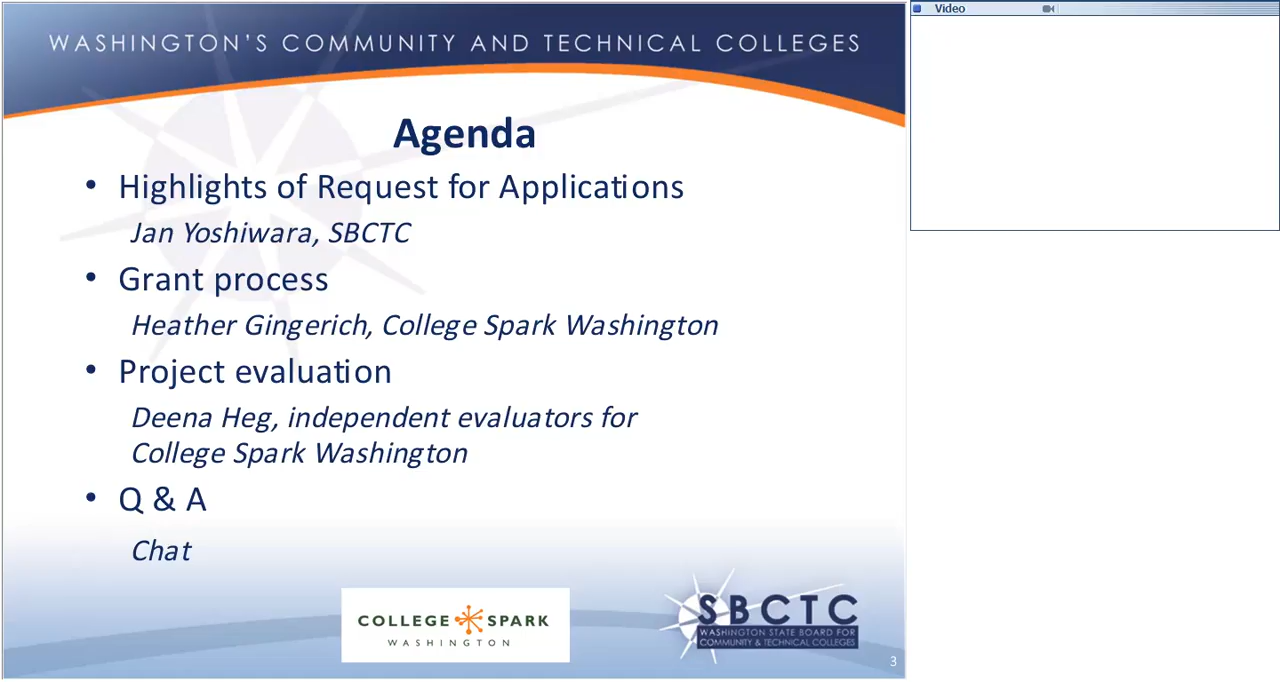 WASHINGTON'S COMMUNITY AND TECHNICAL COLLEGES
Video
Agenda
• Highlights of Request for Applications
Jan Yoshiwara, SBCTC
• Grant process
Heather Gingerich, College Spark Washington
• Project evaluation
Deena Heg, independent evaluators for
College Spark Washington
• Q & A
Chat
COLLEGE SPARK
WASHINGTON
SBCTC
WASHINGTON STATE BOARD FOR
COMMUNITY & TECHNICAL COLLEGES
3